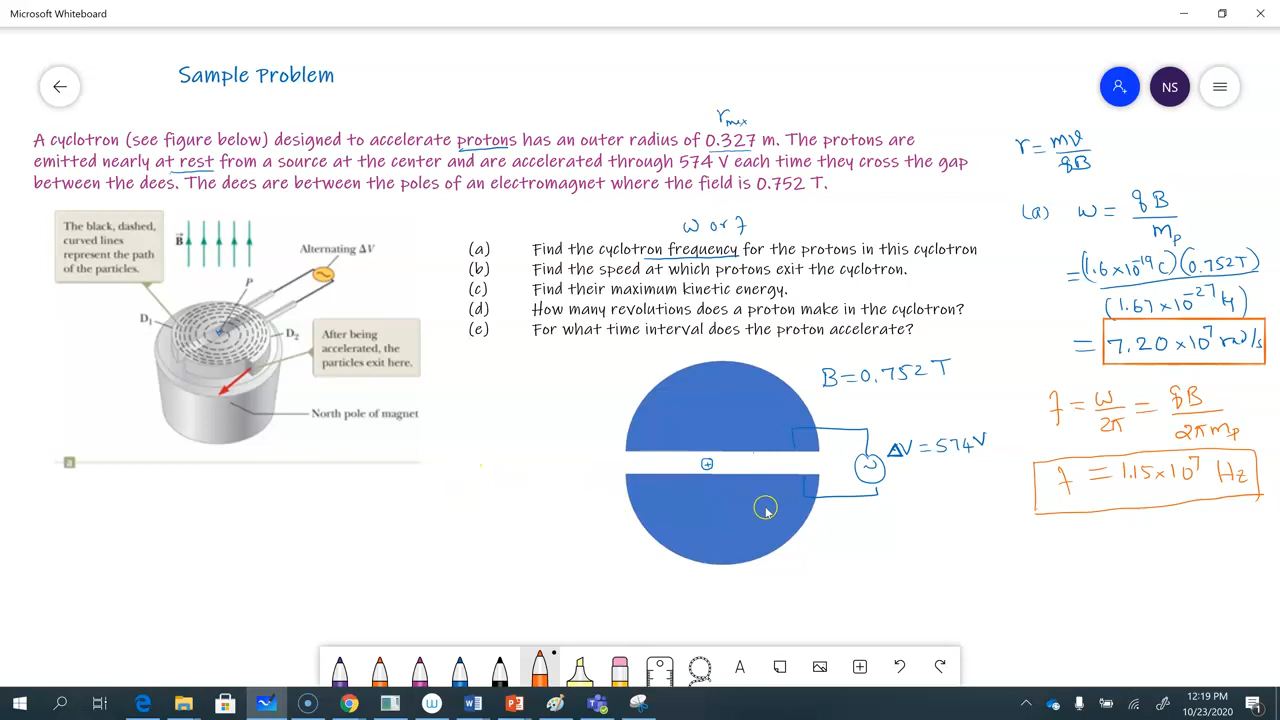 Microsoft Whiteboard
Sample Problem
NS
r max
A cyclotron (see figure below) designed to accelerate protons has an outer radius of 0.327 m. The protons are
emitted nearly at rest from a source at the center and are accelerated through 574 V each time they cross the gap
between the dees. The dees are between the poles of an electromagnet where the field is 0.752 T.
r = mv / qB
The black, dashed,
curved lines
represent the path
of the particles.
B
Alternating ΔV
P
D1
D2
After being
accelerated, the
particles exit here.
North pole of magnet
a
ω or f
(a) Find the cyclotron frequency for the protons in this cyclotron
(b) Find the speed at which protons exit the cyclotron.
(c) Find their maximum kinetic energy.
(d) How many revolutions does a proton make in the cyclotron?
(e) For what time interval does the proton accelerate?
B = 0.752 T
ΔV = 574V
+
(a) ω = qB / mp
= (1.6×10^-19 C)(0.752T) / (1.67×10^-27 kg)
= 7.20×10^7 rad/s
f = ω/2π = qB / 2πmp
f = 1.15×10^7 Hz
A
12:19 PM
10/23/2020
1